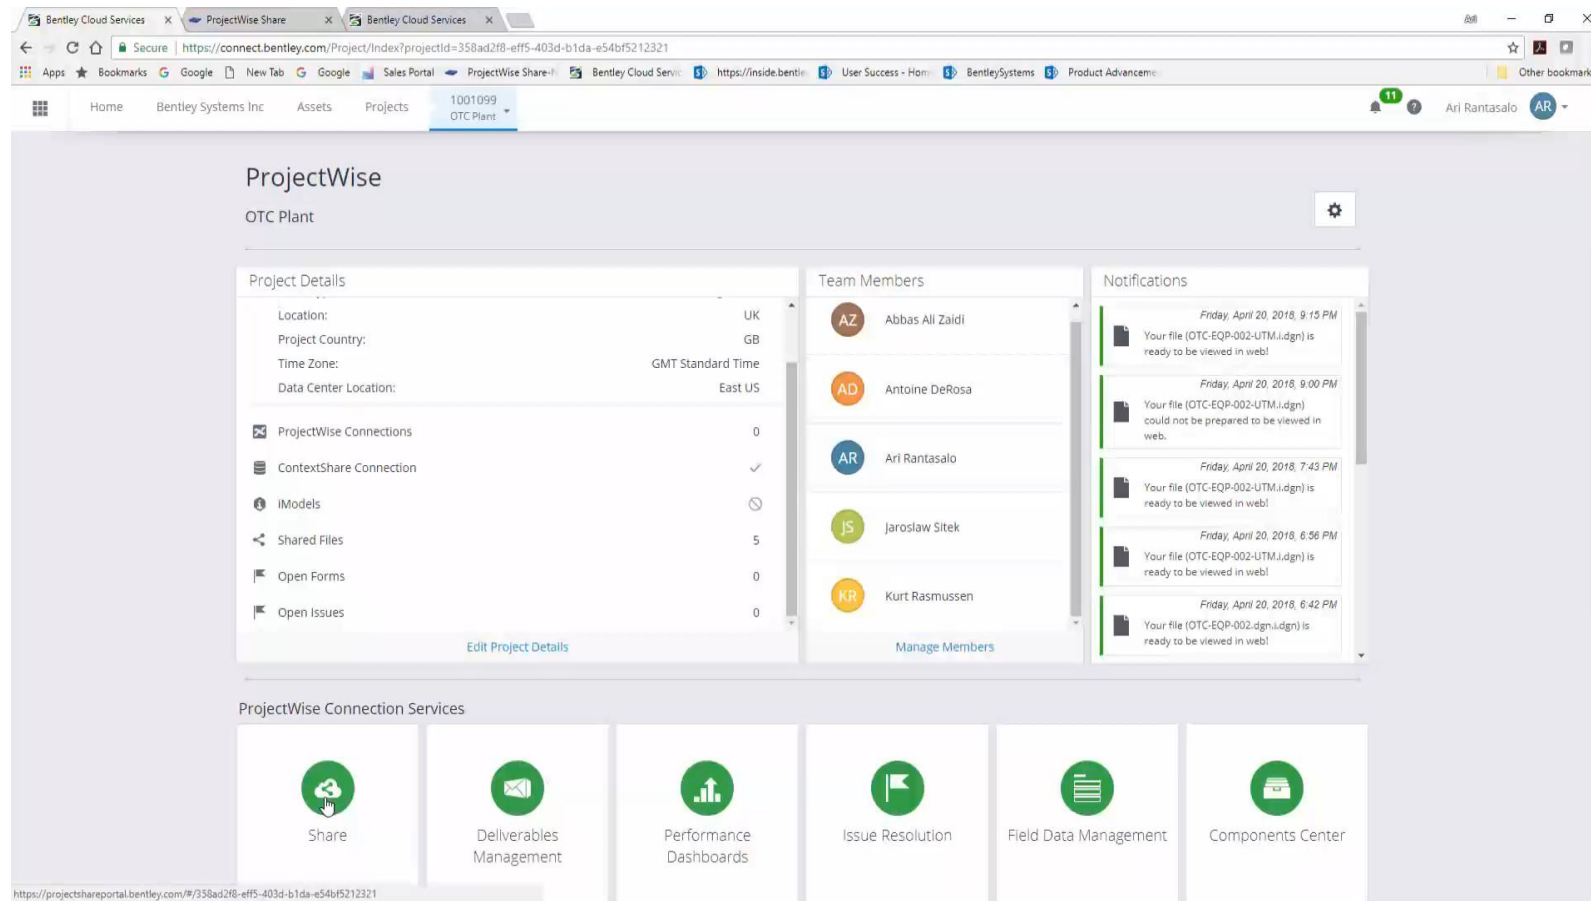 Bentley Cloud Services
ProjectWise Share
Bentley Cloud Services
Secure https://connect.bentley.com/Project/Index?projectId=358ad2f8-eff5-403d-b1da-e54bf5212321
Apps Bookmarks Google New Tab Google Sales Portal ProjectWise Share- Bentley Cloud Servic https://inside.bentle User Success - Hom BentleySystems Product Advanceme Other bookmark
Home Bentley Systems Inc Assets Projects 1001099
OTC Plant
11
Ari Rantasalo AR
ProjectWise
OTC Plant
Project Details
Location: UK
Project Country: GB
Time Zone: GMT Standard Time
Data Center Location: East US
ProjectWise Connections 0
ContextShare Connection
iModels
Shared Files 5
Open Forms 0
Open Issues 0
Edit Project Details
Team Members
AZ Abbas Ali Zaidi
AD Antoine DeRosa
AR Ari Rantasalo
JS Jaroslaw Sitek
KR Kurt Rasmussen
Manage Members
Notifications
Friday, April 20, 2018, 9:15 PM
Your file (OTC-EQP-002-UTM.i.dgn) is
ready to be viewed in web!
Friday, April 20, 2018, 9:00 PM
Your file (OTC-EQP-002-UTM.i.dgn)
could not be prepared to be viewed in
web.
Friday, April 20, 2018, 7:43 PM
Your file (OTC-EQP-002-UTM.i.dgn) is
ready to be viewed in web!
Friday, April 20, 2018, 6:56 PM
Your file (OTC-EQP-002-UTM.i.dgn) is
ready to be viewed in web!
Friday, April 20, 2018, 6:42 PM
Your file (OTC-EQP-002.dgn.i.dgn) is
ready to be viewed in web!
ProjectWise Connection Services
Share
Deliverables
Management
Performance
Dashboards
Issue Resolution
Field Data Management
Components Center
https://projectshareportal.bentley.com/#/358ad2f8-eff5-403d-b1da-e54bf5212321